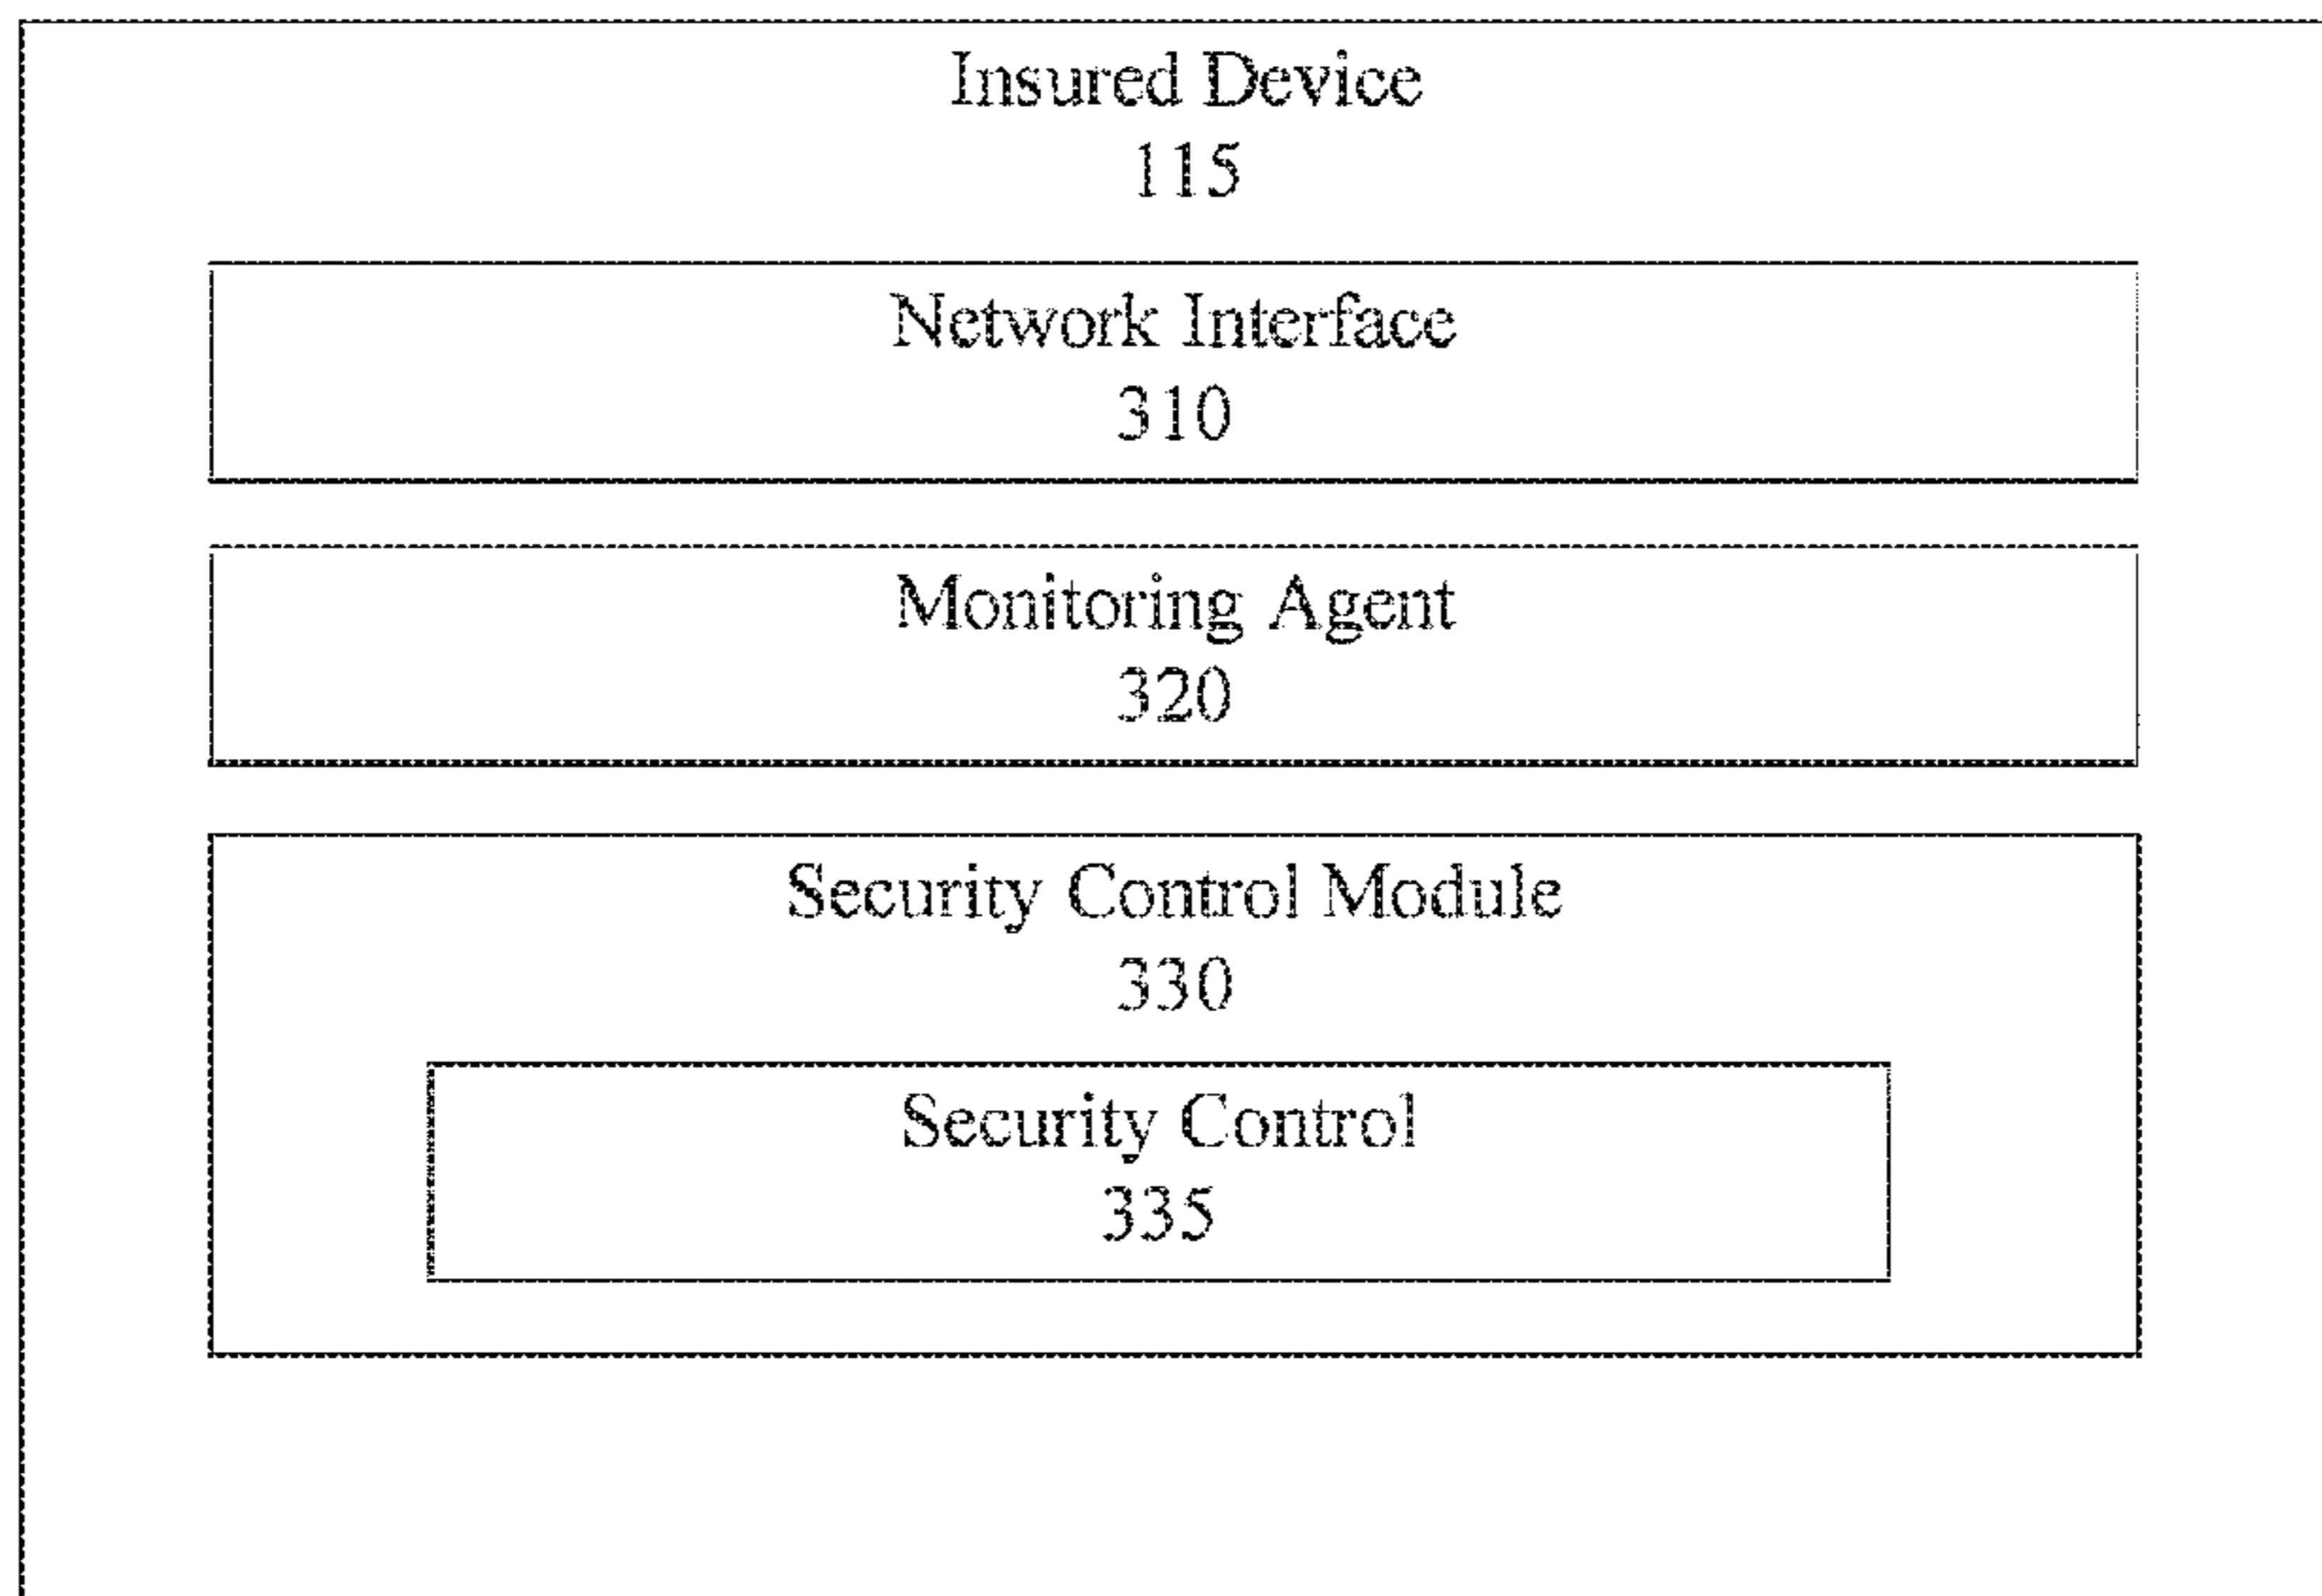 Insured Device
115
Network Interface
310
Monitoring Agent
320
Security Control Module
330
Security Control
335